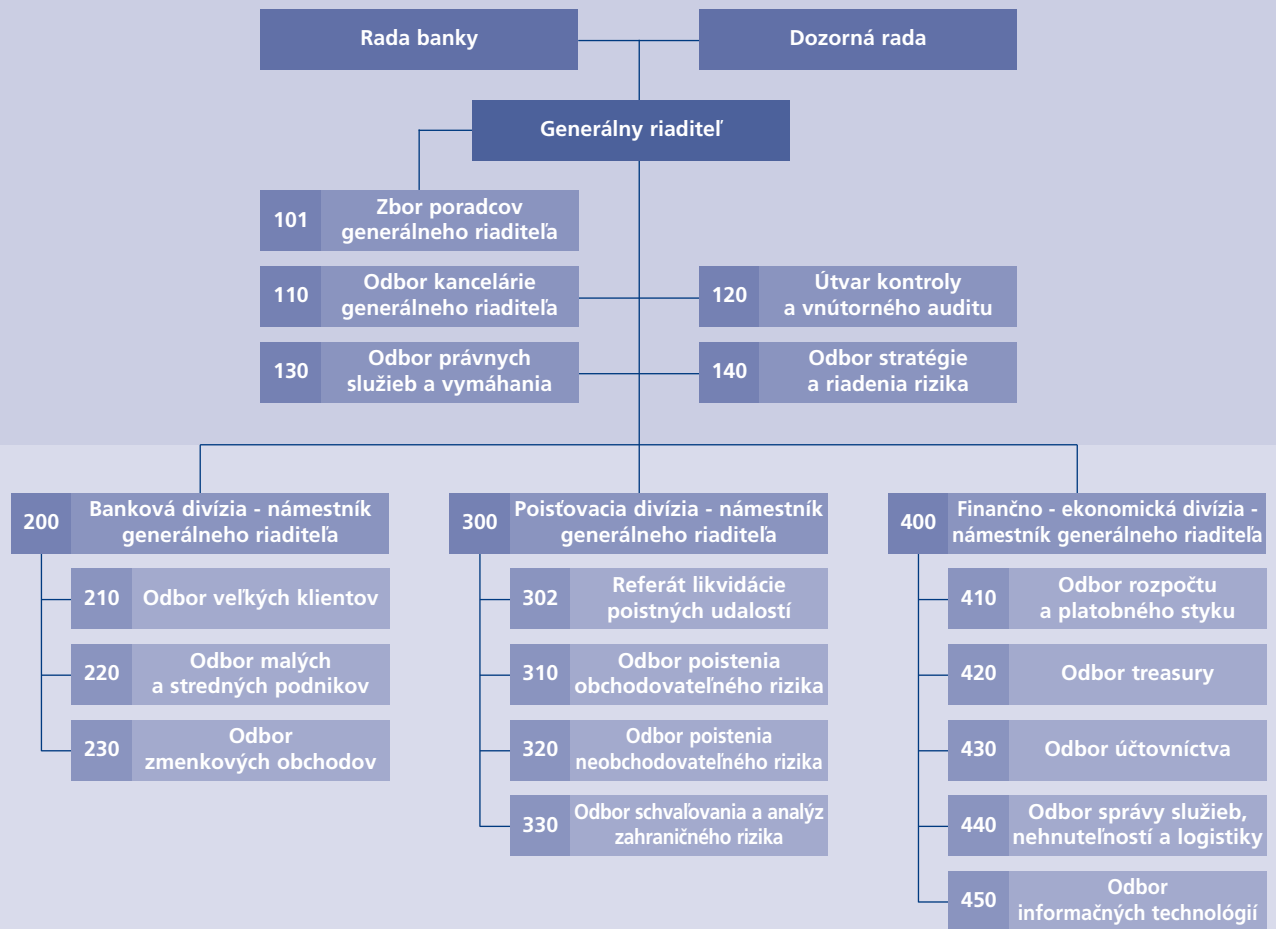 Rada banky
Dozorná rada
Generálny riaditeľ
101
Zbor poradcov
generálneho riaditeľa
110
Odbor kancelárie
generálneho riaditeľa
120
Útvar kontroly
a vnútorného auditu
130
Odbor právnych
služieb a vymáhania
140
Odbor stratégie
a riadenia rizika
200
Banková divízia - námestník
generálneho riaditeľa
210
Odbor veľkých klientov
220
Odbor malých
a stredných podnikov
230
Odbor
zmenkových obchodov
300
Poisťovacia divízia - námestník
generálneho riaditeľa
302
Referát likvidácie
poistných udalostí
310
Odbor poistenia
obchodovateľného rizika
320
Odbor poistenia
neobchodovateľného rizika
330
Odbor schvaľovania a analýz
zahraničného rizika
400
Finančno - ekonomická divízia -
námestník generálneho riaditeľa
410
Odbor rozpočtu
a platobného styku
420
Odbor treasury
430
Odbor účtovníctva
440
Odbor správy služieb,
nehnuteľností a logistiky
450
Odbor
informačných technológií